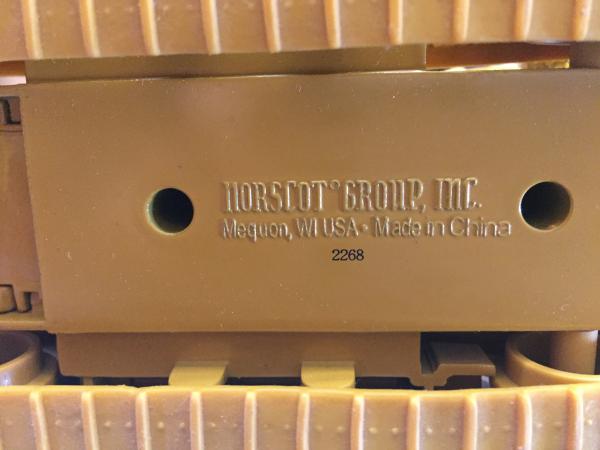 NORSCOT® GROUP, INC.
Mequon, WI USA • Made in China
2268